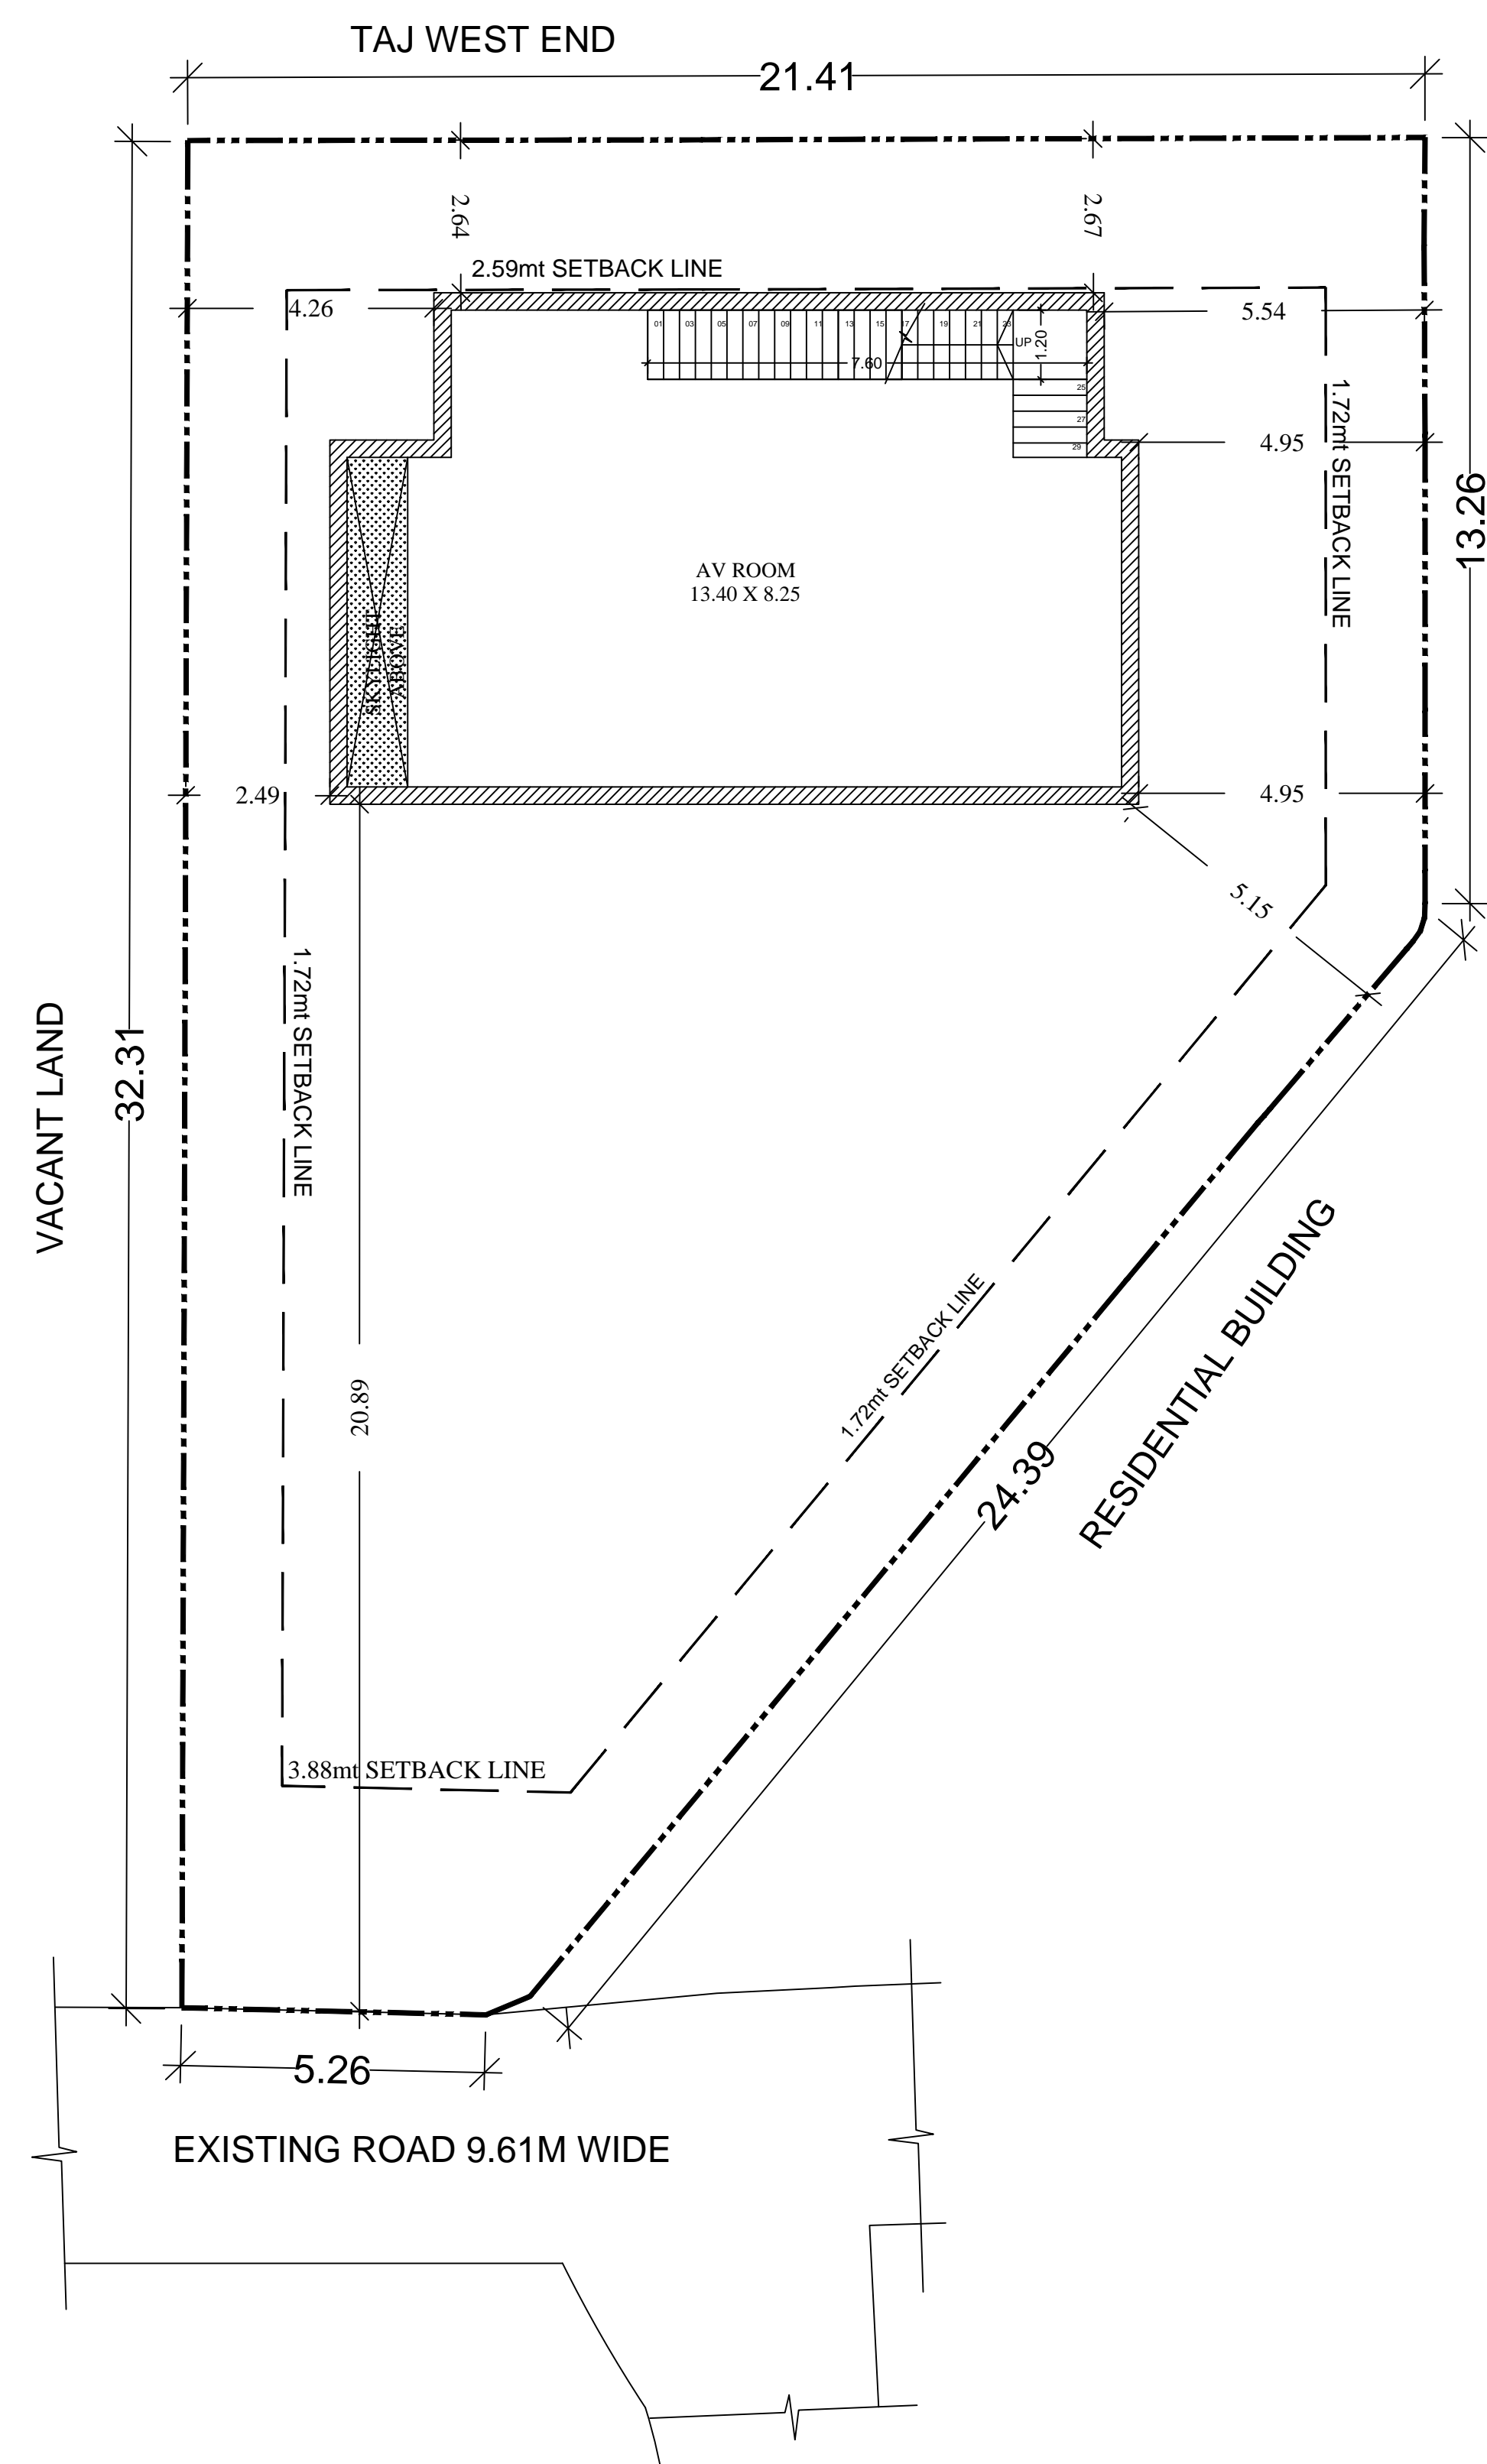 TAJ WEST END
21.41
2.64
2.67
2.59mt SETBACK LINE
4.26
5.54
01 03 05 07 09 11 13 15 17 19 21 23
UP
1.20
7.60
25
27
29
4.95
1.72mt SETBACK LINE
13.26
AV ROOM
13.40 X 8.25
SKYLIGHT
ABOVE
2.49
4.95
5.15
1.72mt SETBACK LINE
VACANT LAND
32.31
20.89
1.72mt SETBACK LINE
RESIDENTIAL BUILDING
24.39
3.88mt SETBACK LINE
5.26
EXISTING ROAD 9.61M WIDE